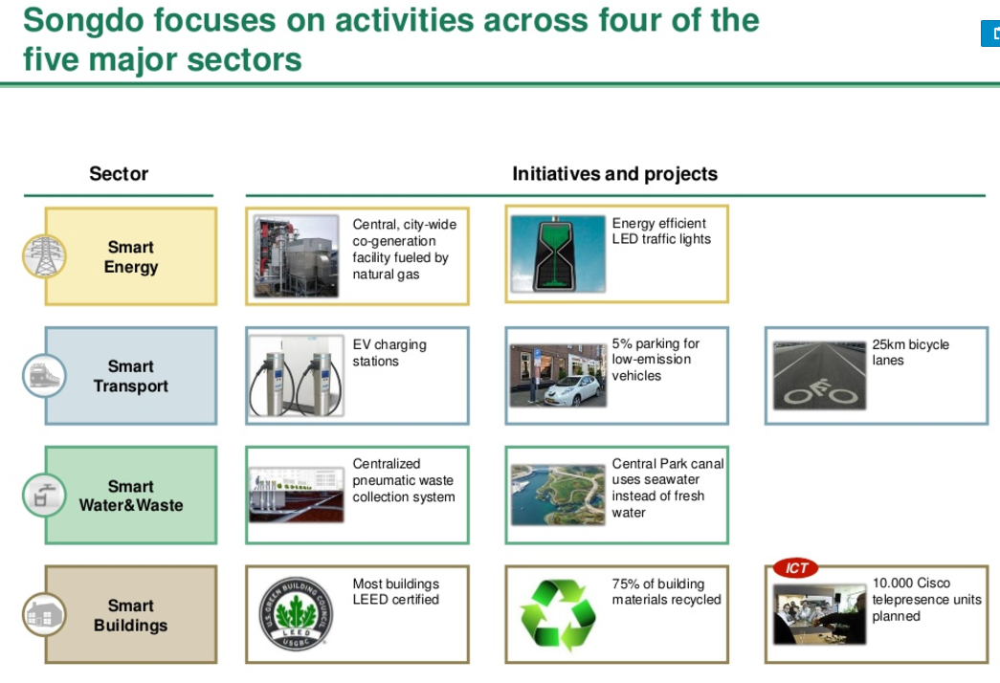 Songdo focuses on activities across four of the
five major sectors
Sector
Initiatives and projects
Smart
Energy
Central, city-wide
co-generation
facility fueled by
natural gas
Energy efficient
LED traffic lights
Smart
Transport
EV charging
stations
5% parking for
low-emission
vehicles
25km bicycle
lanes
Smart
Water&Waste
Centralized
pneumatic waste
collection system
Central Park canal
uses seawater
instead of fresh
water
Smart
Buildings
U.S. GREEN BUILDING COUNCIL
LEED
USGBC
Most buildings
LEED certified
75% of building
materials recycled
ICT
10.000 Cisco
telepresence units
planned